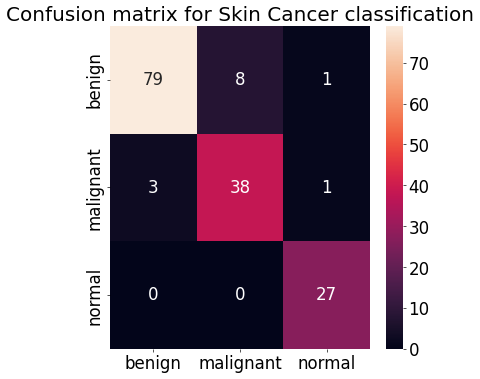 Confusion matrix for Skin Cancer classification
benign 79 8 1
malignant 3 38 1
normal 0 0 27
benign malignant normal
70
60
50
40
30
20
10
0